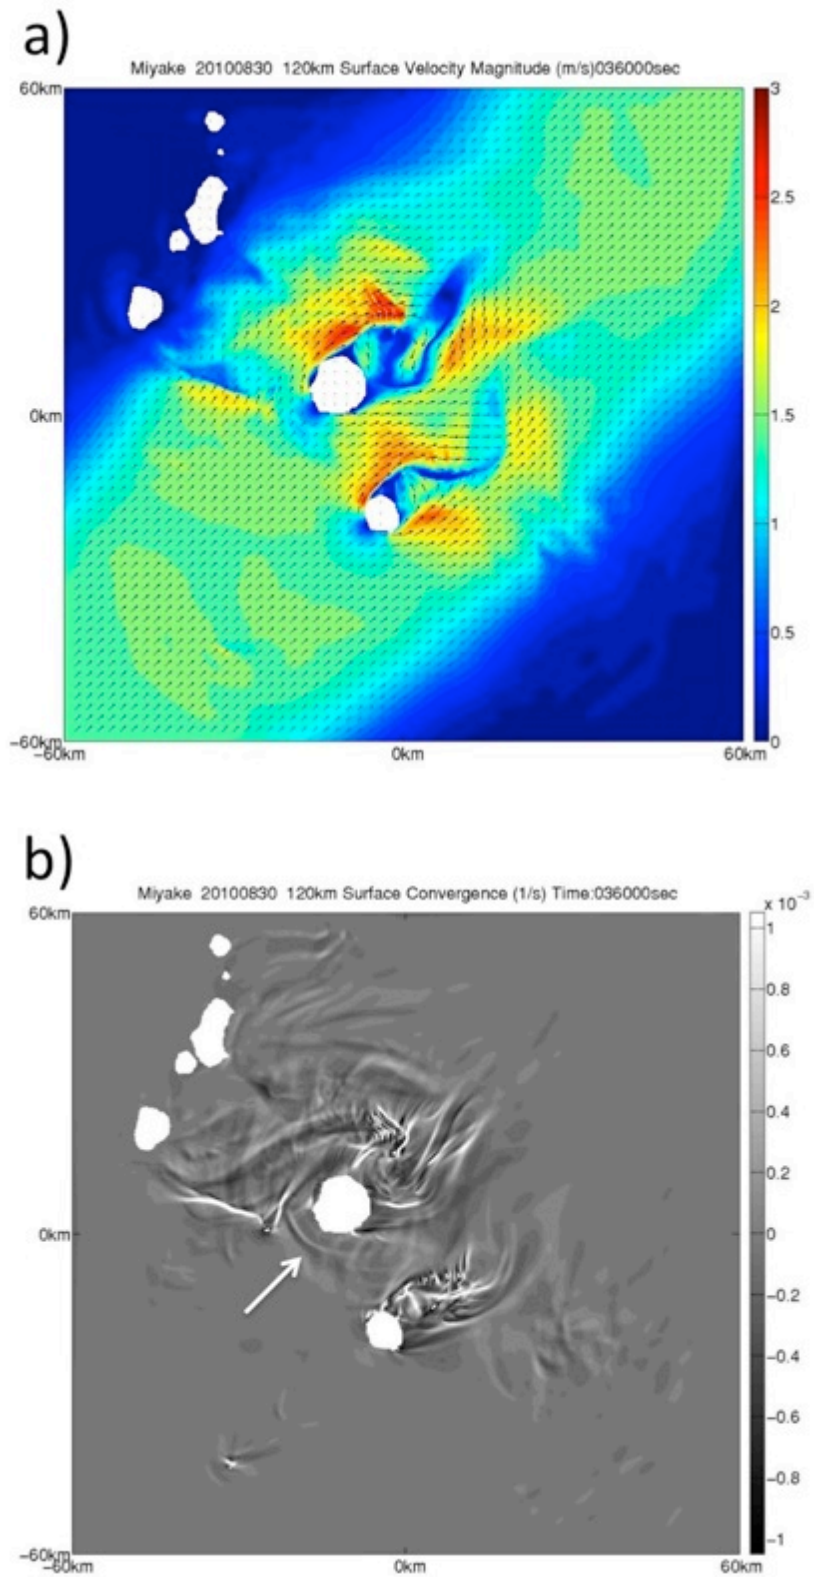 a)
Miyake 20100830 120km Surface Velocity Magnitude (m/s)036000sec
60km
0km
−60km
−60km
0km
60km
3
2.5
2
1.5
1
0.5
0
b)
Miyake 20100830 120km Surface Convergence (1/s) Time:036000sec
60km
0km
−60km
−60km
0km
60km
x 10⁻³
1
0.8
0.6
0.4
0.2
0
−0.2
−0.4
−0.6
−0.8
−1